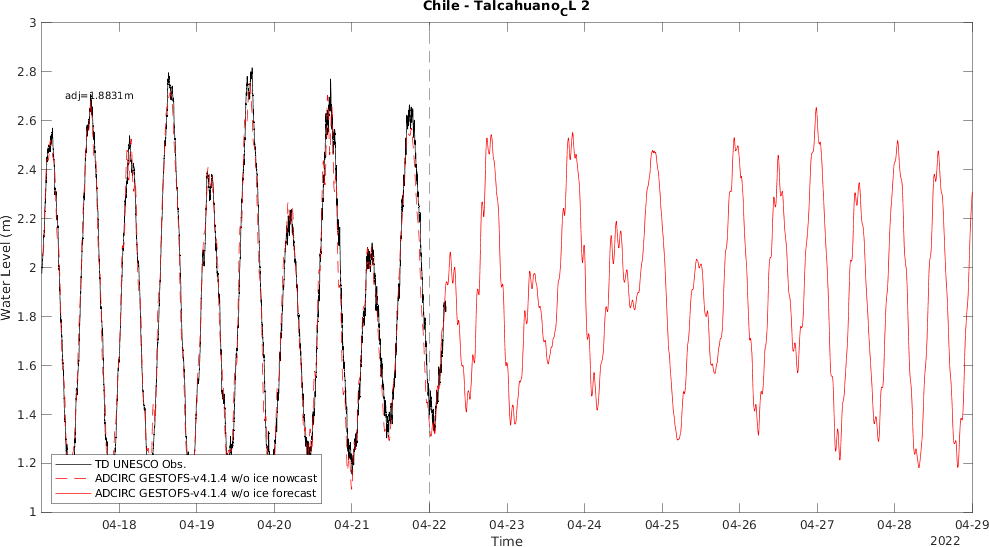 Chile - TalcahuanoCL 2
3
2.8
2.6
2.4
2.2
2
1.8
1.6
1.4
1.2
1
Water Level (m)
adj=1.8831m
TD UNESCO Obs.
ADCIRC GESTOFS-v4.1.4 w/o ice nowcast
ADCIRC GESTOFS-v4.1.4 w/o ice forecast
04-18 04-19 04-20 04-21 04-22 04-23 04-24 04-25 04-26 04-27 04-28 04-29
Time
2022